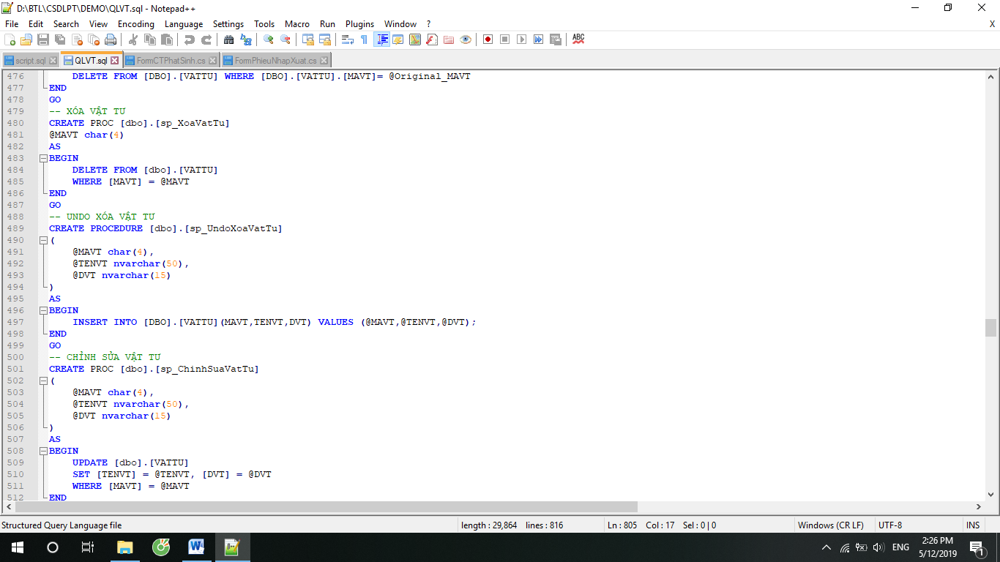 D:\BTL\CSDLPT\DEMO\QLVT.sql - Notepad++
File Edit Search View Encoding Language Settings Tools Macro Run Plugins Window ? X
script.sql QLVT.sql FormCTPhatSinh.cs FormPhieuNhapXuat.cs
476 DELETE FROM [DBO].[VATTU] WHERE [DBO].[VATTU].[MAVT]= @Original_MAVT
477 END
478 GO
479 -- XÓA VẬT TƯ
480 CREATE PROC [dbo].[sp_XoaVatTu]
481 @MAVT char(4)
482 AS
483 BEGIN
484 DELETE FROM [dbo].[VATTU]
485 WHERE [MAVT] = @MAVT
486 END
487 GO
488 -- UNDO XÓA VẬT TƯ
489 CREATE PROCEDURE [dbo].[sp_UndoXoaVatTu]
490 (
491 @MAVT char(4),
492 @TENVT nvarchar(50),
493 @DVT nvarchar(15)
494 )
495 AS
496 BEGIN
497 INSERT INTO [DBO].[VATTU](MAVT,TENVT,DVT) VALUES (@MAVT,@TENVT,@DVT);
498 END
499 GO
500 -- CHỈNH SỬA VẬT TƯ
501 CREATE PROC [dbo].[sp_ChinhSuaVatTu]
502 (
503 @MAVT char(4),
504 @TENVT nvarchar(50),
505 @DVT nvarchar(15)
506 )
507 AS
508 BEGIN
509 UPDATE [dbo].[VATTU]
510 SET [TENVT] = @TENVT, [DVT] = @DVT
511 WHERE [MAVT] = @MAVT
512 END
Structured Query Language file length : 29,864 lines : 816 Ln : 805 Col : 17 Sel : 0 | 0 Windows (CR LF) UTF-8 INS
ENG 2:26 PM
5/12/2019
1